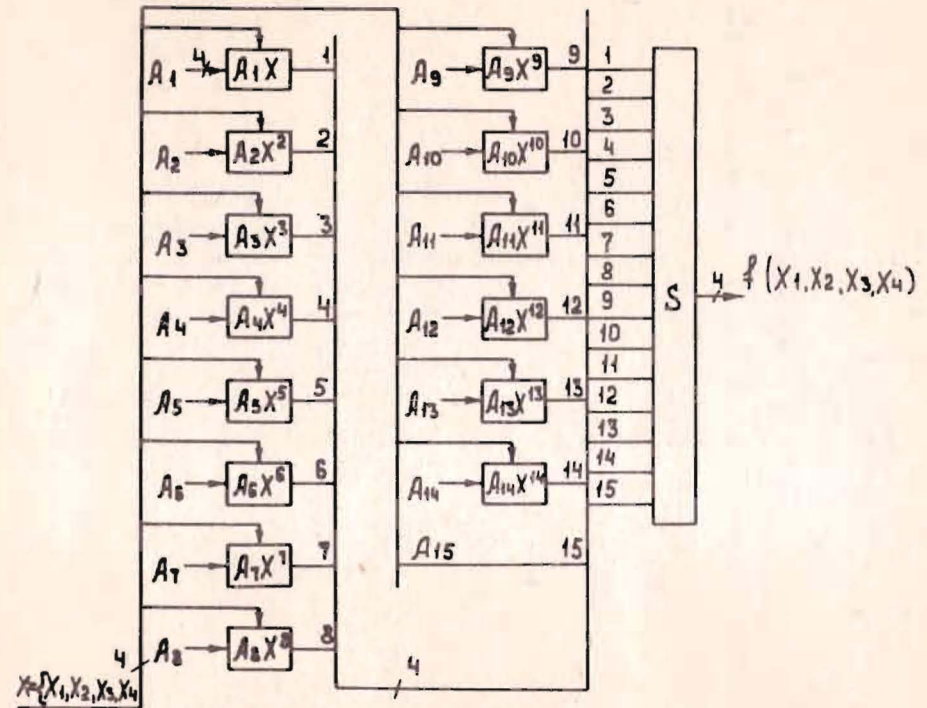 A1 4 A1X 1
A2 A2X² 2
A3 A3X³ 3
A4 A4X⁴ 4
A5 A5X⁵ 5
A6 A6X⁶ 6
A7 A7X⁷ 7
A8 A8X⁸ 8
4
X={X1,X2,X3,X4
4
A9 A9X⁹ 9
A10 A10X¹⁰ 10
A11 A11X¹¹ 11
A12 A12X¹² 12
A13 A13X¹³ 13
A14 A14X¹⁴ 14
A15 15
1
2
3
4
5
6
7
8
9
10
11
12
13
14
15
S
4 f (X1,X2,X3,X4)